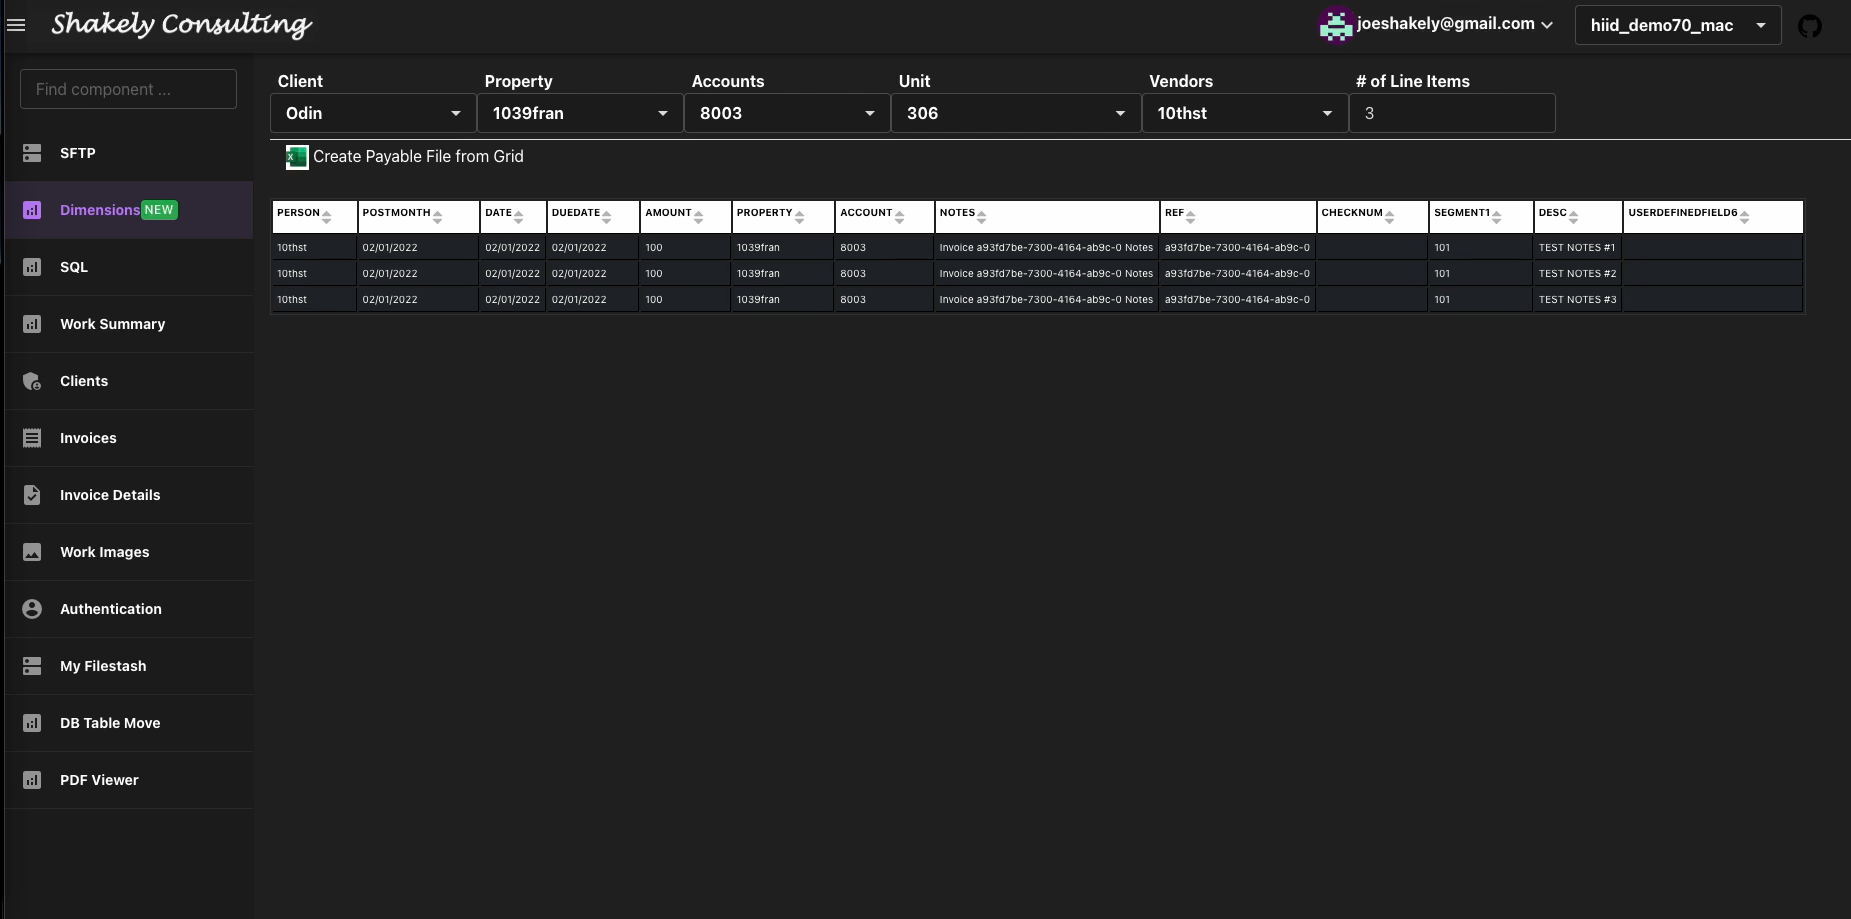 Shakely Consulting
joeshakely@gmail.com
hiid_demo70_mac
Find component ...
SFTP
Dimensions NEW
SQL
Work Summary
Clients
Invoices
Invoice Details
Work Images
Authentication
My Filestash
DB Table Move
PDF Viewer
Client Property Accounts Unit Vendors # of Line Items
Odin 1039fran 8003 306 10thst 3
Create Payable File from Grid
PERSON POSTMONTH DATE DUEDATE AMOUNT PROPERTY ACCOUNT NOTES REF CHECKNUM SEGMENT1 DESC USERDEFINEDFIELD6
10thst 02/01/2022 02/01/2022 02/01/2022 100 1039fran 8003 Invoice a93fd7be-7300-4164-ab9c-0 Notes a93fd7be-7300-4164-ab9c-0 101 TEST NOTES #1
10thst 02/01/2022 02/01/2022 02/01/2022 100 1039fran 8003 Invoice a93fd7be-7300-4164-ab9c-0 Notes a93fd7be-7300-4164-ab9c-0 101 TEST NOTES #2
10thst 02/01/2022 02/01/2022 02/01/2022 100 1039fran 8003 Invoice a93fd7be-7300-4164-ab9c-0 Notes a93fd7be-7300-4164-ab9c-0 101 TEST NOTES #3